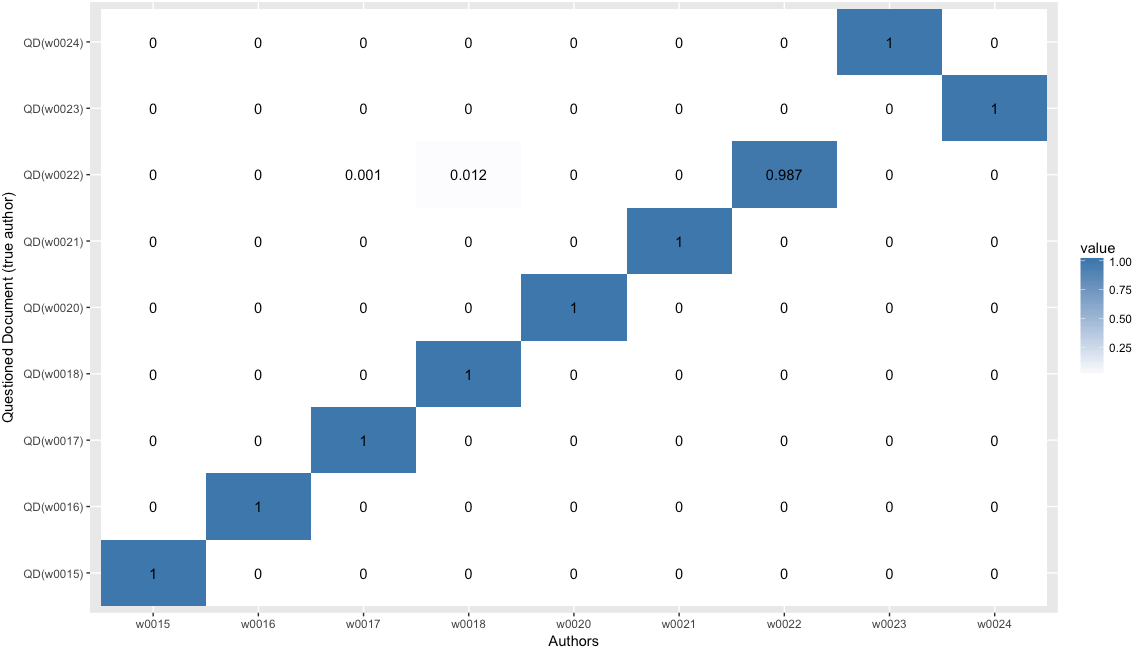 QD(w0024) 0 0 0 0 0 0 0 1 0
QD(w0023) 0 0 0 0 0 0 0 0 1
QD(w0022) 0 0 0.001 0.012 0 0 0.987 0 0
QD(w0021) 0 0 0 0 0 1 0 0 0
QD(w0020) 0 0 0 0 1 0 0 0 0
QD(w0018) 0 0 0 1 0 0 0 0 0
QD(w0017) 0 0 1 0 0 0 0 0 0
QD(w0016) 0 1 0 0 0 0 0 0 0
QD(w0015) 1 0 0 0 0 0 0 0 0
w0015 w0016 w0017 w0018 w0020 w0021 w0022 w0023 w0024
Authors
Questioned Document (true author)
value
1.00
0.75
0.50
0.25